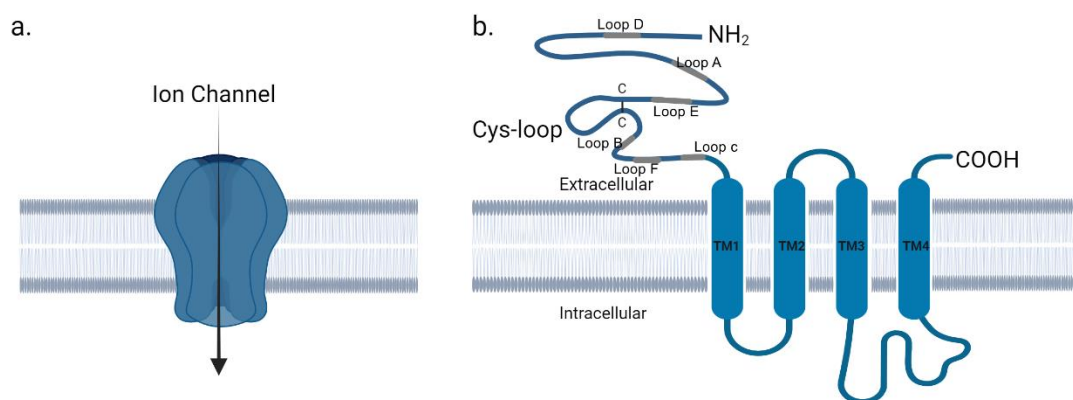 a.
Ion Channel
b.
Loop D
NH2
Loop A
C
Loop E
Cys-loop
C
Loop B
Loop c
Loop F
Extracellular
COOH
TM1
TM2
TM3
TM4
Intracellular